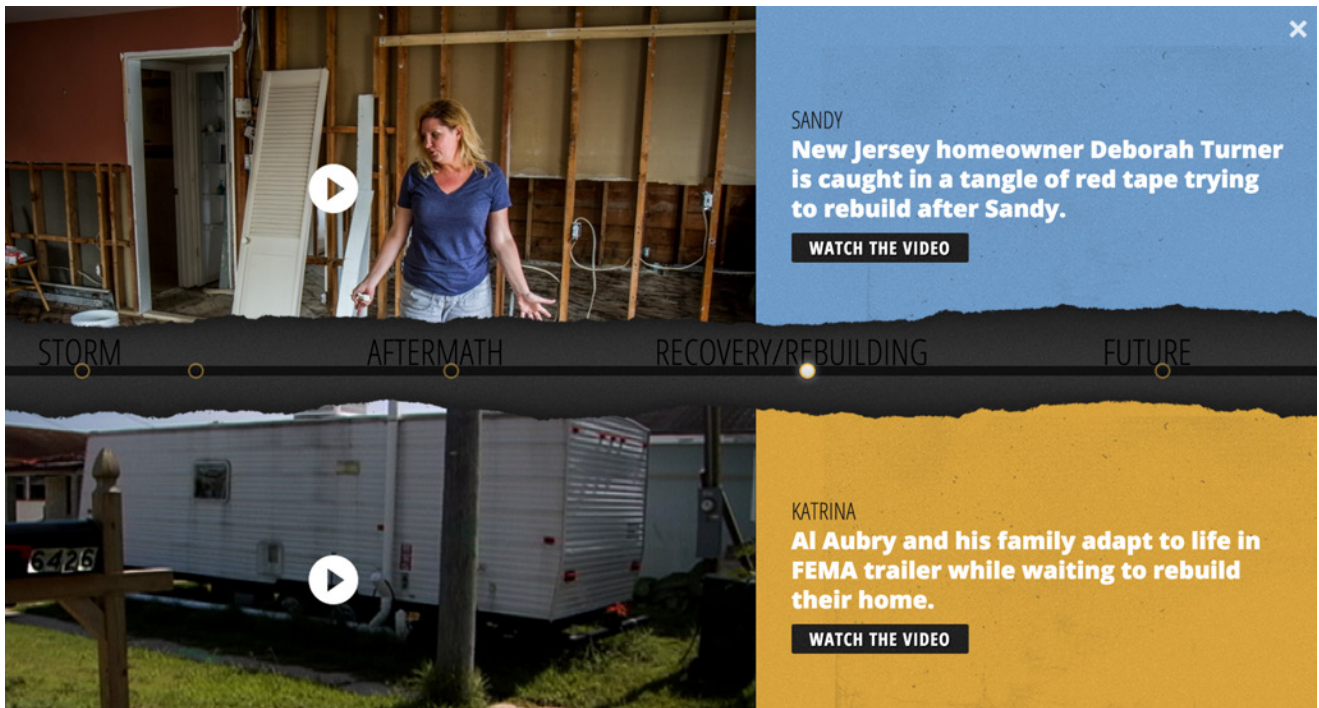 SANDY
New Jersey homeowner Deborah Turner
is caught in a tangle of red tape trying
to rebuild after Sandy.
WATCH THE VIDEO
STORM AFTERMATH RECOVERY/REBUILDING FUTURE
6426
KATRINA
Al Aubry and his family adapt to life in
FEMA trailer while waiting to rebuild
their home.
WATCH THE VIDEO